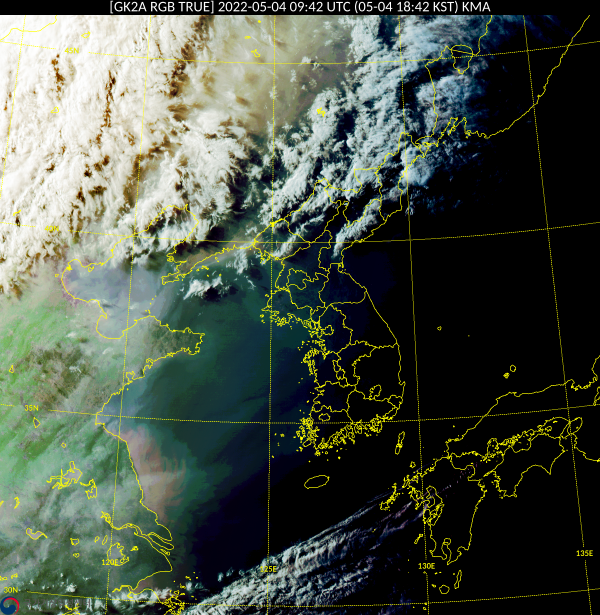 [GK2A RGB TRUE] 2022-05-04 09:42 UTC (05-04 18:42 KST) KMA
35N
120E
125E
130E
135E
30N